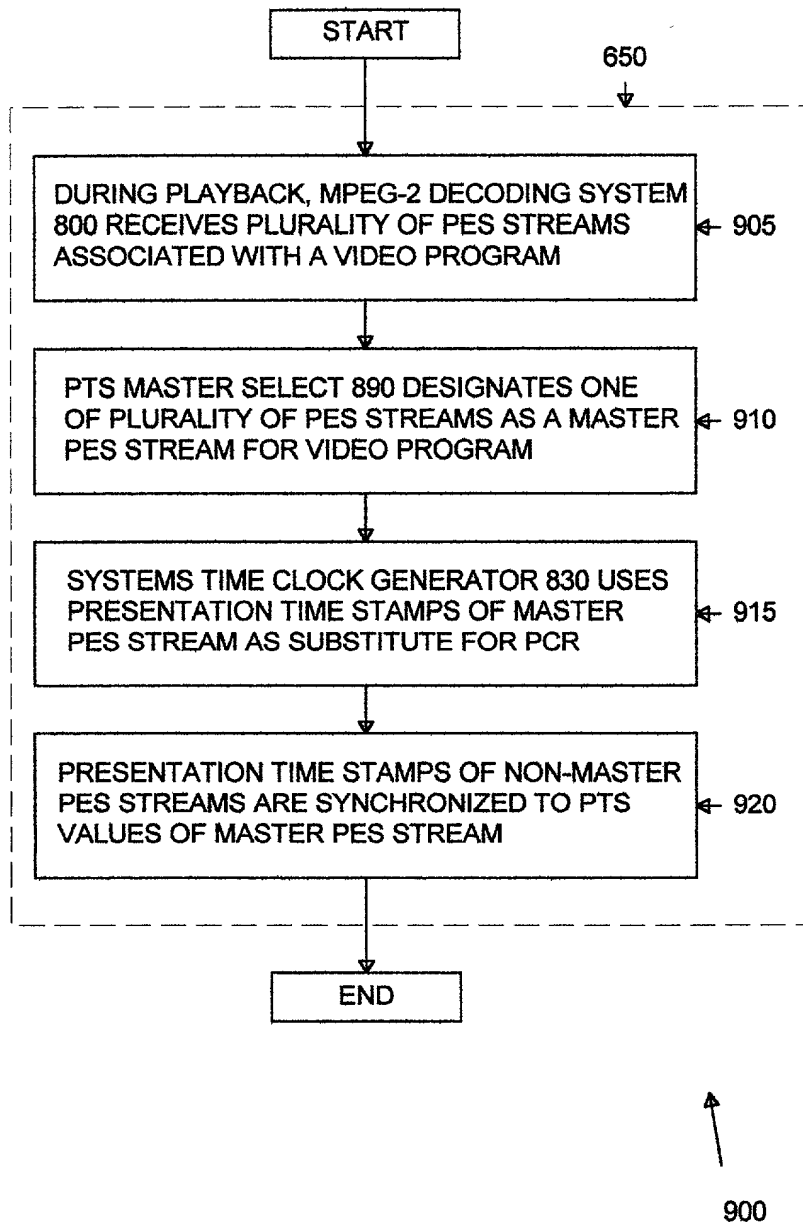 START
650
DURING PLAYBACK, MPEG-2 DECODING SYSTEM
800 RECEIVES PLURALITY OF PES STREAMS
ASSOCIATED WITH A VIDEO PROGRAM
905
PTS MASTER SELECT 890 DESIGNATES ONE
OF PLURALITY OF PES STREAMS AS A MASTER
PES STREAM FOR VIDEO PROGRAM
910
SYSTEMS TIME CLOCK GENERATOR 830 USES
PRESENTATION TIME STAMPS OF MASTER
PES STREAM AS SUBSTITUTE FOR PCR
915
PRESENTATION TIME STAMPS OF NON-MASTER
PES STREAMS ARE SYNCHRONIZED TO PTS
VALUES OF MASTER PES STREAM
920
END
900